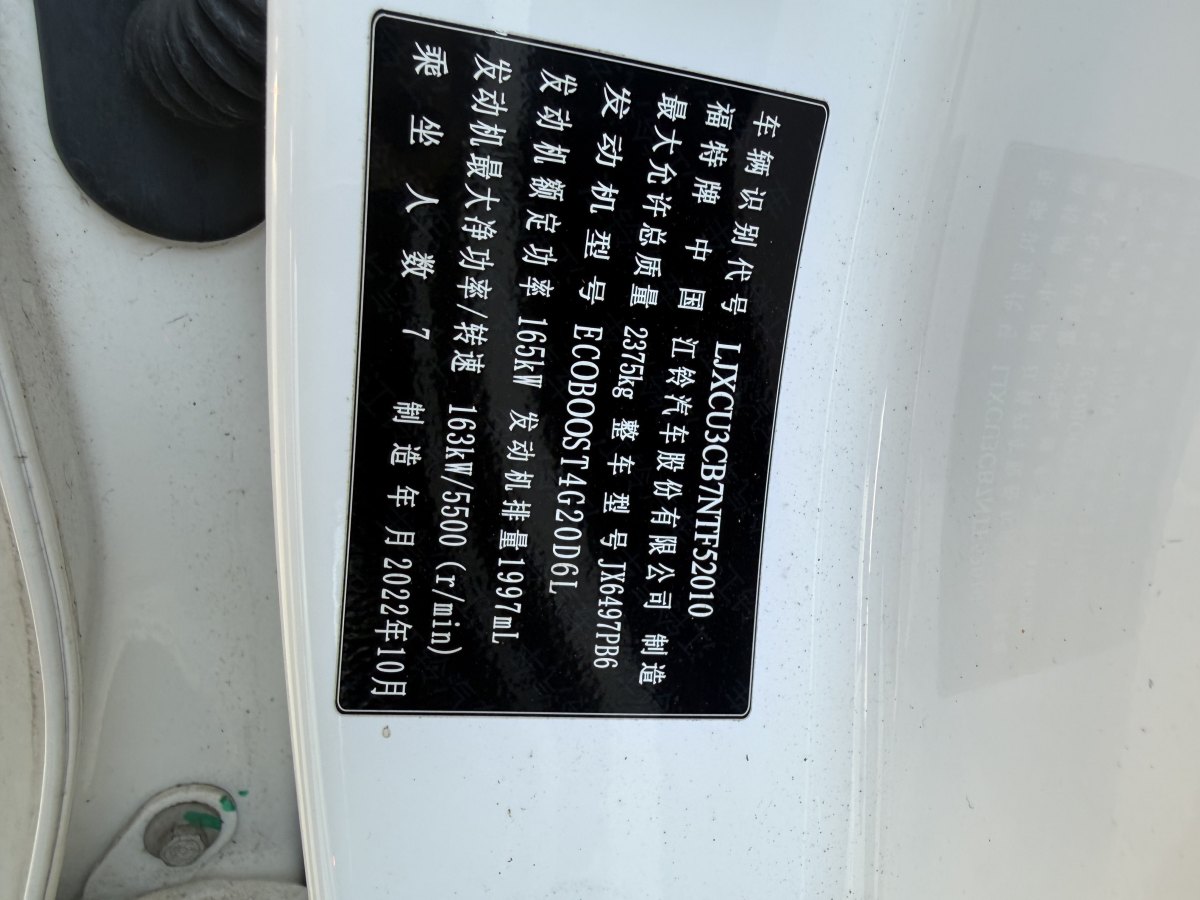 车辆识别代号 LJXCU3CB7NTF52010
福特牌 中国 江铃汽车股份有限公司 制造
最大允许总质量 2375kg 整车型号 JX6497PB6
发动机型号 ECOBOOST4G20D6L
发动机额定功率 165kW 发动机排量1997mL
发动机最大净功率/转速 163kW/5500(r/min)
乘坐人数 7 制造年月2022年10月